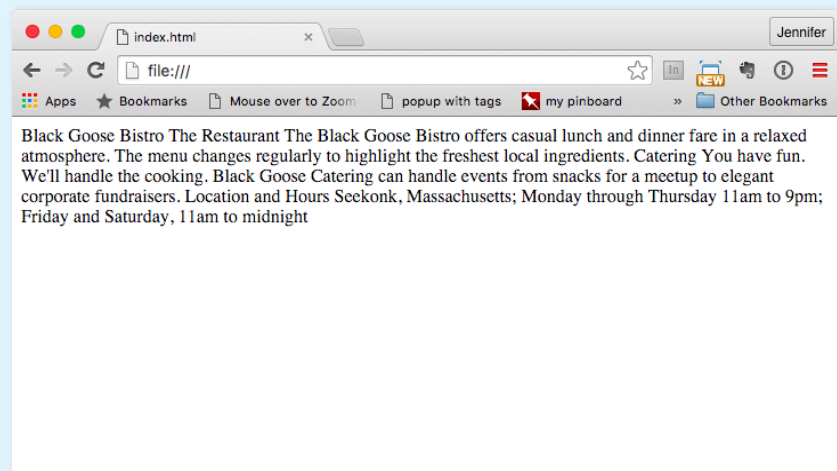 index.html
Jennifer
file:///
In
NEW
Apps Bookmarks Mouse over to Zoom popup with tags my pinboard » Other Bookmarks
Black Goose Bistro The Restaurant The Black Goose Bistro offers casual lunch and dinner fare in a relaxed
atmosphere. The menu changes regularly to highlight the freshest local ingredients. Catering You have fun.
We'll handle the cooking. Black Goose Catering can handle events from snacks for a meetup to elegant
corporate fundraisers. Location and Hours Seekonk, Massachusetts; Monday through Thursday 11am to 9pm;
Friday and Saturday, 11am to midnight